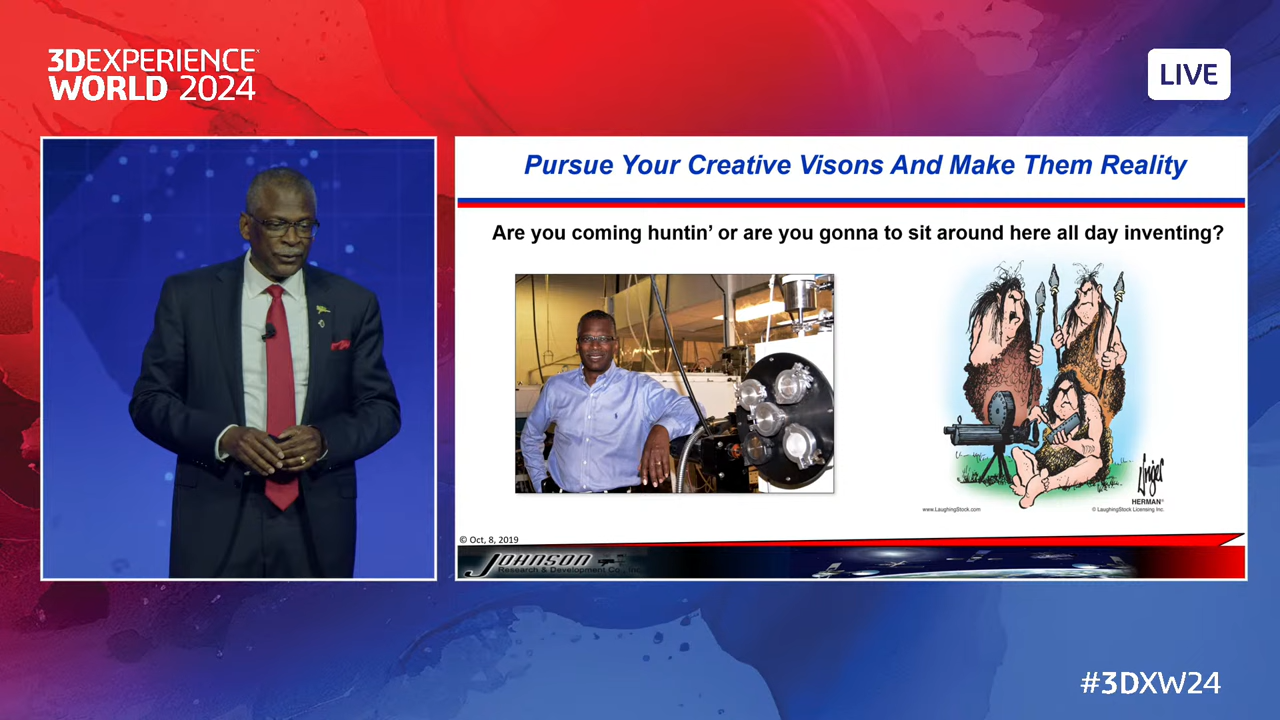 3DEXPERIENCE
WORLD 2024
LIVE
Pursue Your Creative Visons And Make Them Reality
Are you coming huntin’ or are you gonna to sit around here all day inventing?
HERMAN®
www.LaughingStock.com
© LaughingStock Licensing Inc.
© Oct, 8, 2019
JOHNSON
Research & Development Co., Inc.
#3DXW24